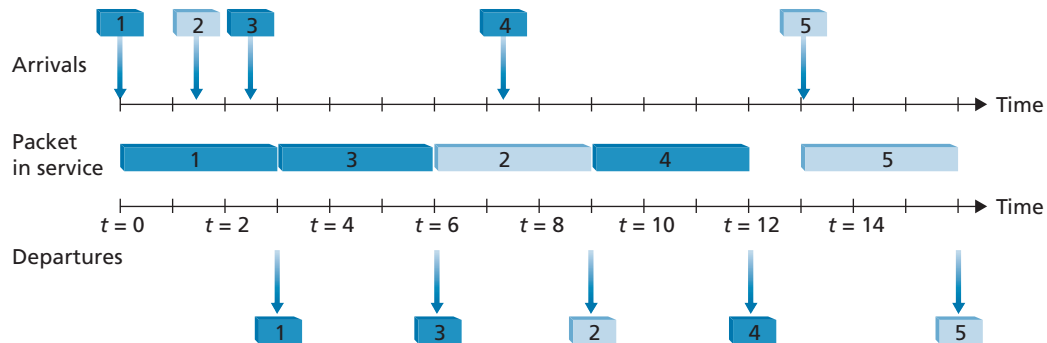 1 2 3 4 5
Arrivals
Time
Packet
in service
1 3 2 4 5
Time
t = 0 t = 2 t = 4 t = 6 t = 8 t = 10 t = 12 t = 14
Departures
1 3 2 4 5